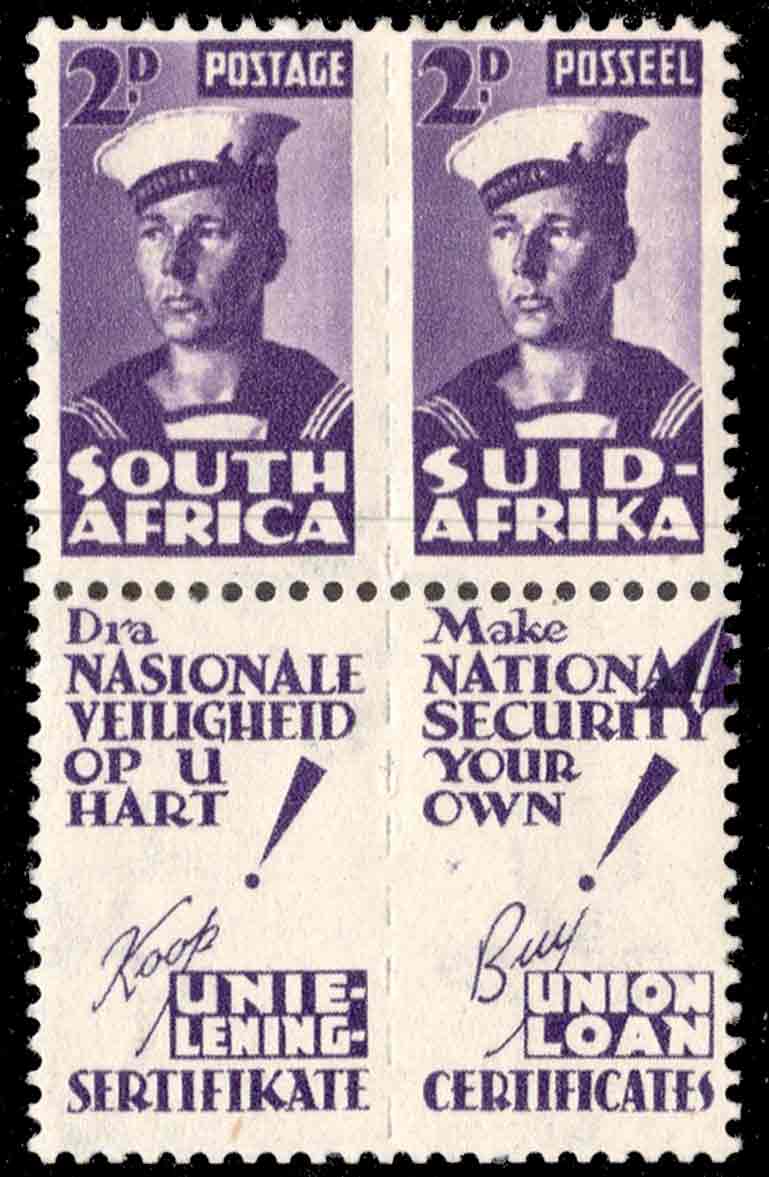 2D POSTAGE
SOUTH
AFRICA
2D POSSEEL
SUID-
AFRIKA
Dra
NASIONALE
VEILIGHEID
OP U
HART!
Koop
UNIE-
LENING-
SERTIFIKATE
Make
NATIONAL
SECURITY
YOUR
OWN!
Buy
UNION
LOAN
CERTIFICATES